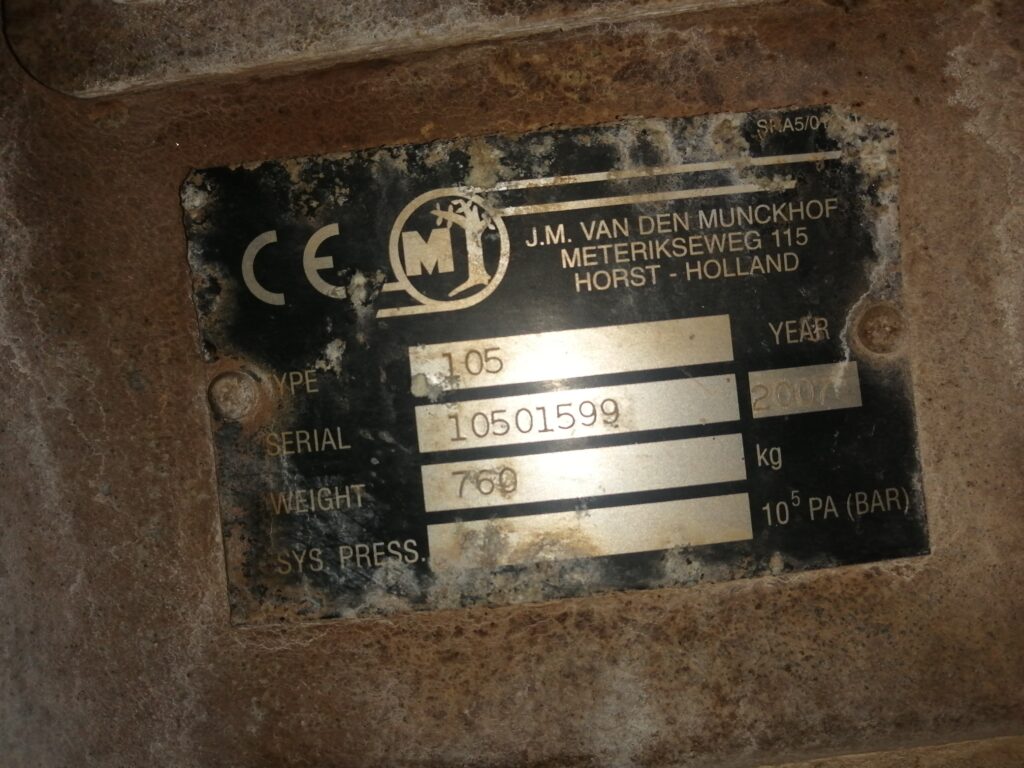 CE
M
J.M. VAN DEN MUNCKHOF
METERIKSEWEG 115
HORST - HOLLAND
YPE 105
YEAR
SERIAL 10501599
WEIGHT 760 kg
SYS. PRESS. 10⁵ PA (BAR)